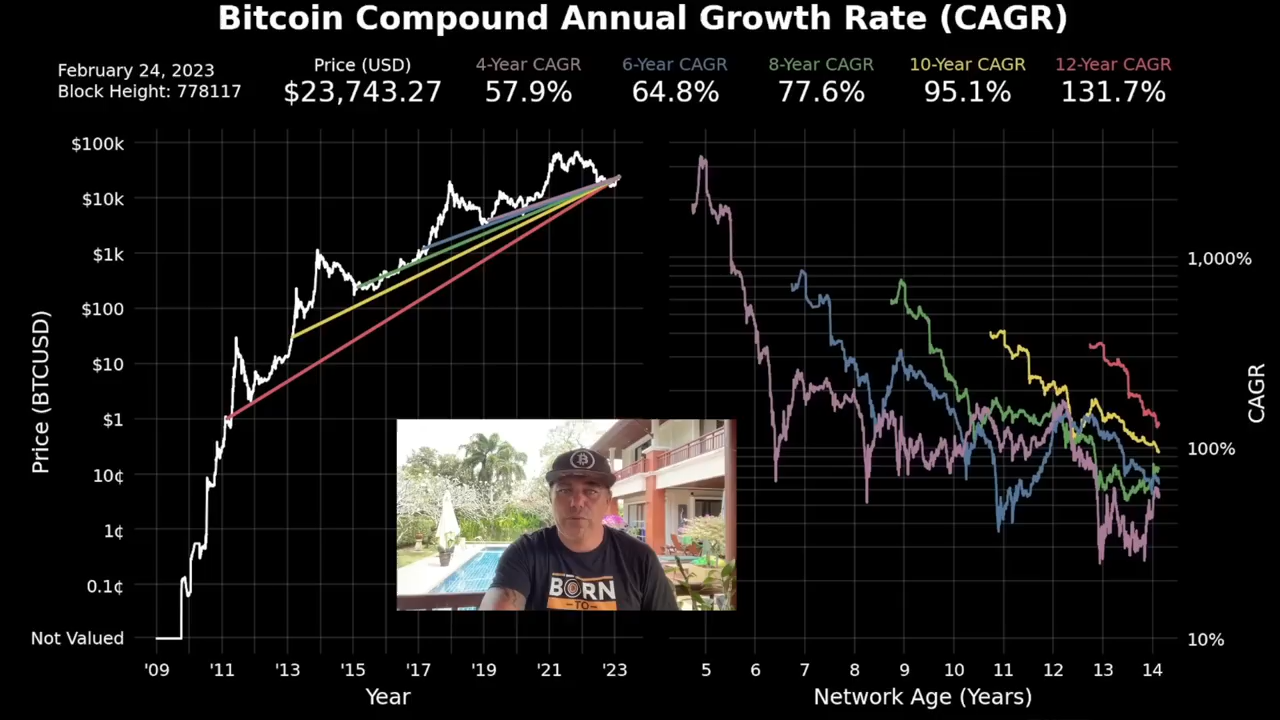 Bitcoin Compound Annual Growth Rate (CAGR)
February 24, 2023
Block Height: 778117
Price (USD)
$23,743.27
4-Year CAGR
57.9%
6-Year CAGR
64.8%
8-Year CAGR
77.6%
10-Year CAGR
95.1%
12-Year CAGR
131.7%
Price (BTCUSD)
$100k
$10k
$1k
$100
$10
$1
10¢
1¢
0.1¢
Not Valued
'09 '11 '13 '15 '17 '19 '21 '23
Year
1,000%
100%
10%
CAGR
5 6 7 8 9 10 11 12 13 14
Network Age (Years)
BORN
-TO-